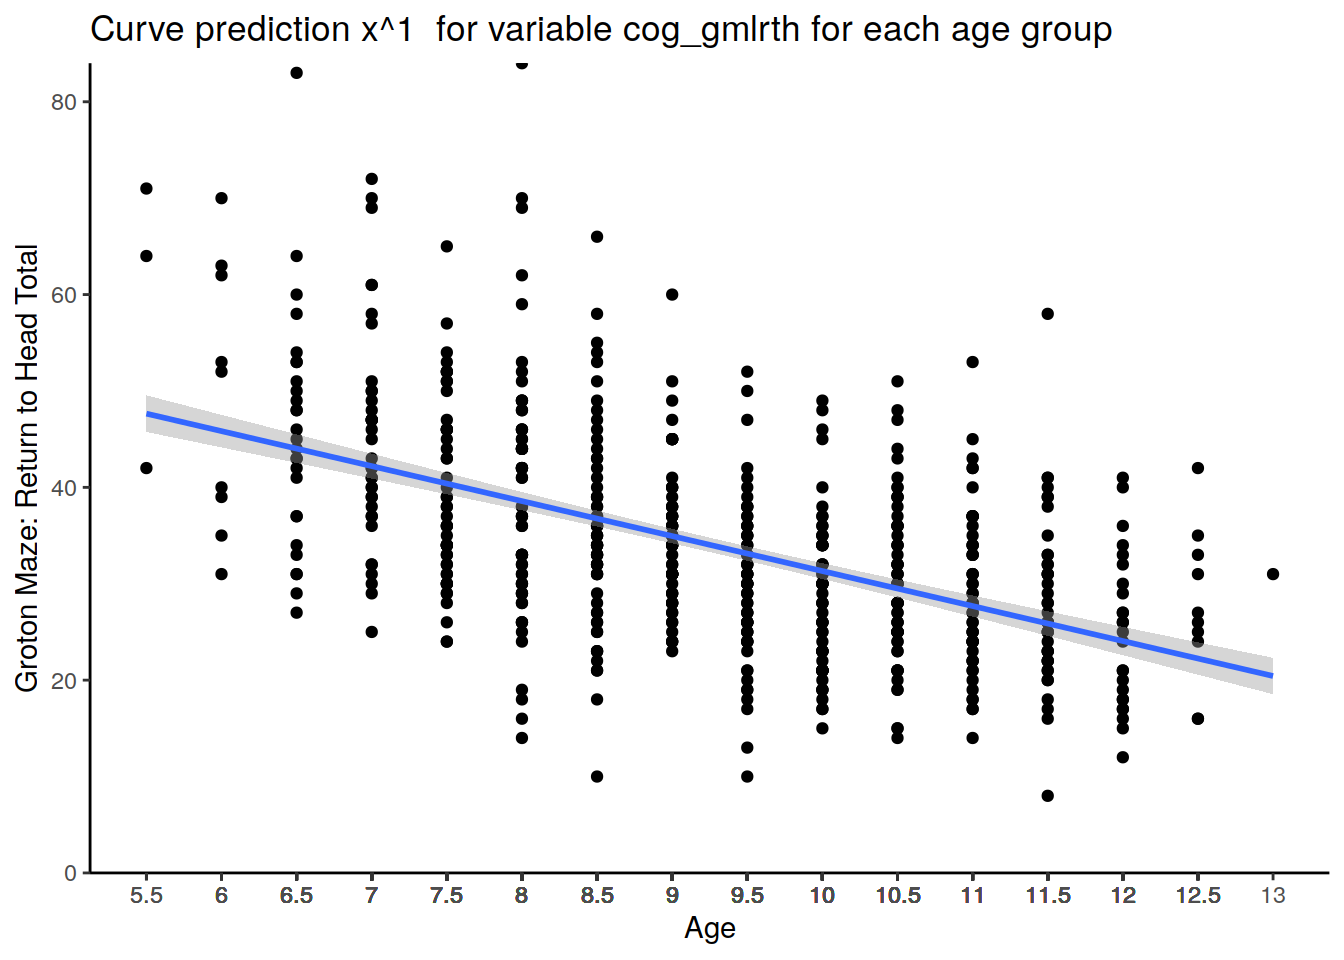 Curve prediction x^1  for variable cog_gmlrth for each age group
Groton Maze: Return to Head Total
80
60
40
20
0
5.5 6 6.5 7 7.5 8 8.5 9 9.5 10 10.5 11 11.5 12 12.5 13
Age